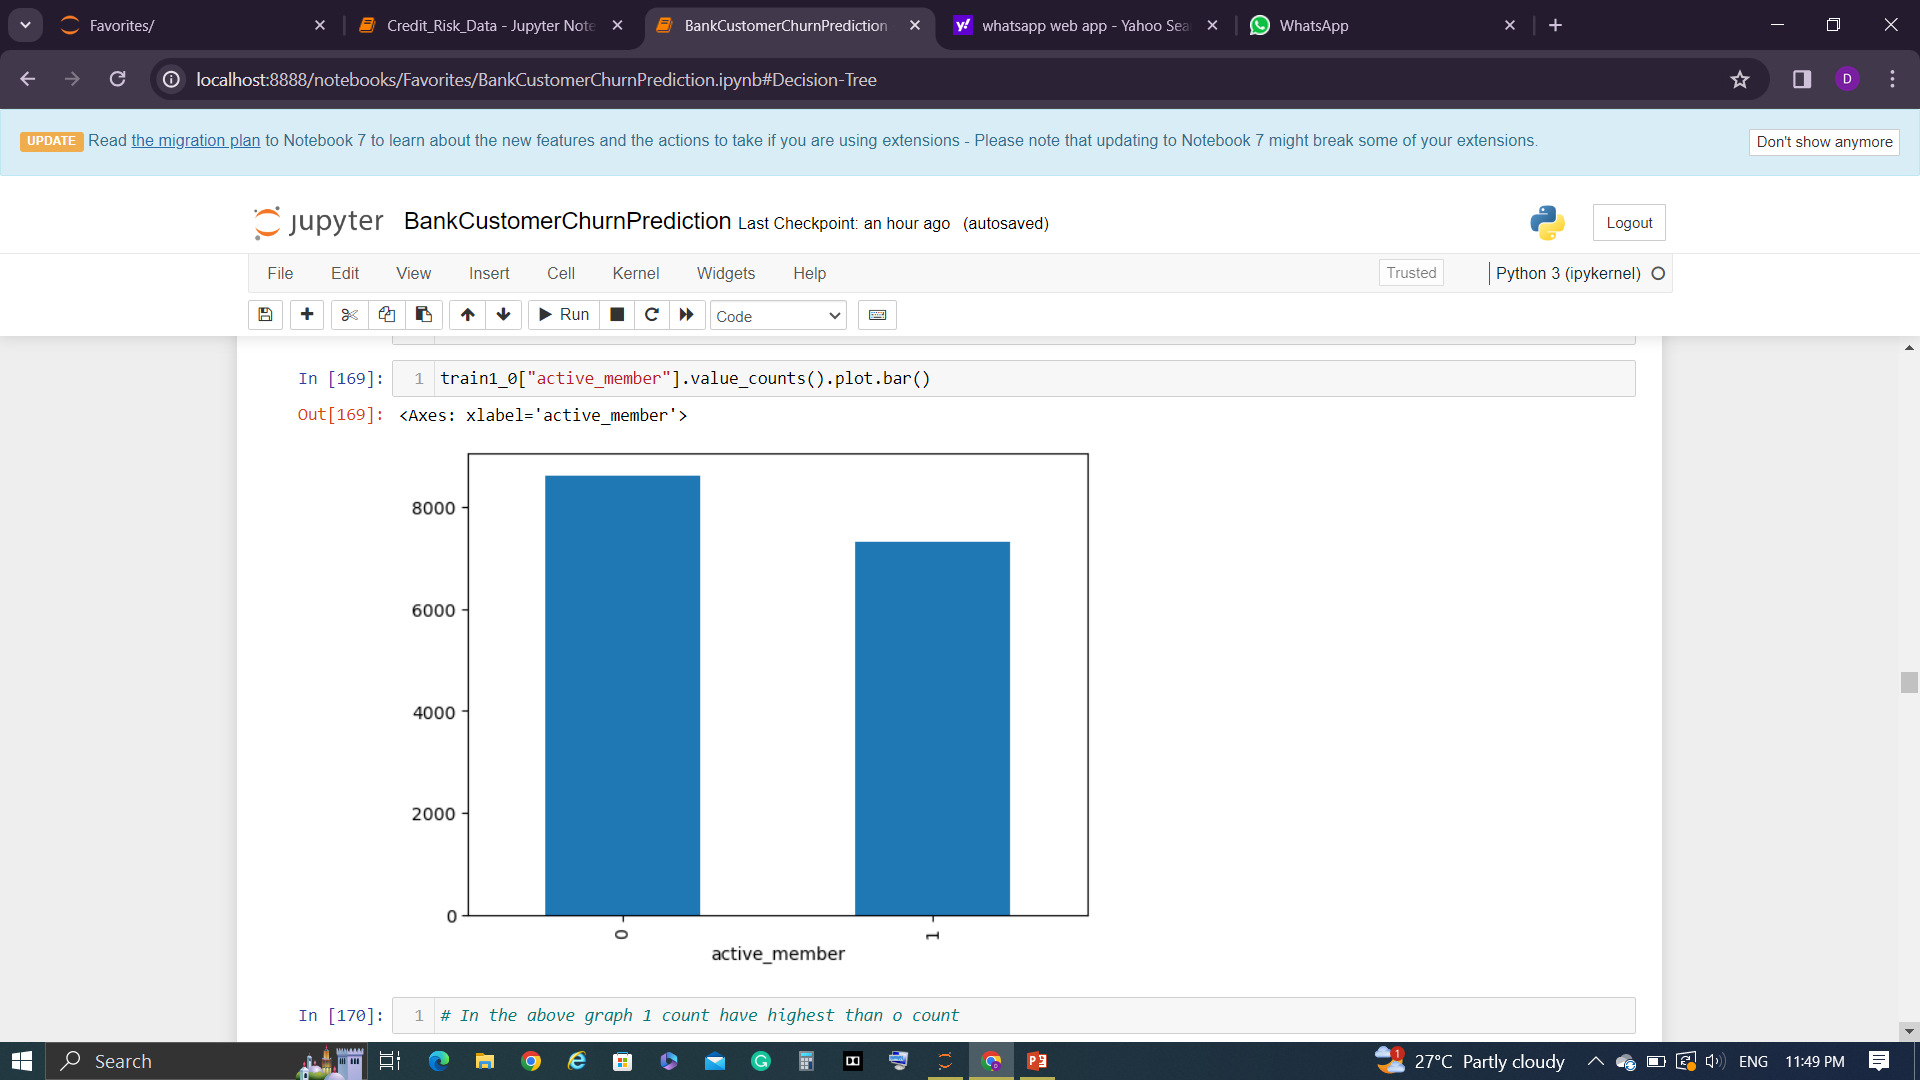 Favorites/
Credit_Risk_Data - Jupyter Note
BankCustomerChurnPrediction
whatsapp web app - Yahoo Sea
WhatsApp
localhost:8888/notebooks/Favorites/BankCustomerChurnPrediction.ipynb#Decision-Tree
D
UPDATE Read the migration plan to Notebook 7 to learn about the new features and the actions to take if you are using extensions - Please note that updating to Notebook 7 might break some of your extensions.
Don't show anymore
jupyter BankCustomerChurnPrediction Last Checkpoint: an hour ago (autosaved)
Logout
File Edit View Insert Cell Kernel Widgets Help
Trusted
Python 3 (ipykernel)
Run
Code
In [169]: 1 train1_0["active_member"].value_counts().plot.bar()
Out[169]: <Axes: xlabel='active_member'>
8000
6000
4000
2000
0
0 1
active_member
In [170]: 1 # In the above graph 1 count have highest than o count
Search
1
27°C Partly cloudy
ENG
11:49 PM